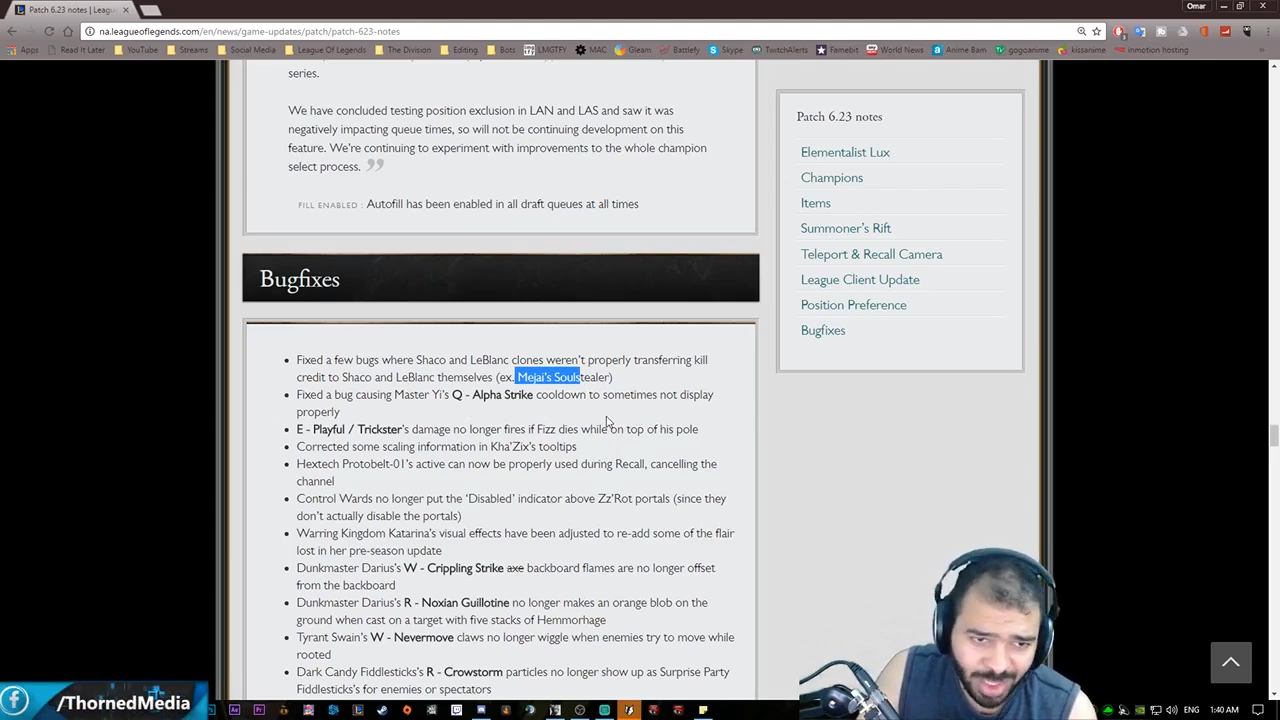 Patch 6.23 notes | Leagu
Omar
na.leagueoflegends.com/en/news/game-updates/patch/patch-623-notes
Apps Read It Later YouTube Streams Social Media League Of Legends The Division Editing Bots LMGTFY MAC Gleam Battlefy Skype TwitchAlerts Famebit World News Anime Bam gogoanime kissanime inmotion hosting
series.
We have concluded testing position exclusion in LAN and LAS and saw it was
negatively impacting queue times, so will not be continuing development on this
feature. We're continuing to experiment with improvements to the whole champion
select process. ”
FILL ENABLED : Autofill has been enabled in all draft queues at all times
Bugfixes
• Fixed a few bugs where Shaco and LeBlanc clones weren't properly transferring kill
credit to Shaco and LeBlanc themselves (ex. Mejai's Soulstealer)
• Fixed a bug causing Master Yi's Q - Alpha Strike cooldown to sometimes not display
properly
• E - Playful / Trickster's damage no longer fires if Fizz dies while on top of his pole
• Corrected some scaling information in Kha'Zix's tooltips
• Hextech Protobelt-01's active can now be properly used during Recall, cancelling the
channel
• Control Wards no longer put the 'Disabled' indicator above Zz'Rot portals (since they
don't actually disable the portals)
• Warring Kingdom Katarina's visual effects have been adjusted to re-add some of the flair
lost in her pre-season update
• Dunkmaster Darius's W - Crippling Strike axe backboard flames are no longer offset
from the backboard
• Dunkmaster Darius's R - Noxian Guillotine no longer makes an orange blob on the
ground when cast on a target with five stacks of Hemmorhage
• Tyrant Swain's W - Nevermove claws no longer wiggle when enemies try to move while
rooted
• Dark Candy Fiddlesticks's R - Crowstorm particles no longer show up as Surprise Party
Fiddlesticks's for enemies or spectators
Patch 6.23 notes
Elementalist Lux
Champions
Items
Summoner's Rift
Teleport & Recall Camera
League Client Update
Position Preference
Bugfixes
/ThornedMedia
ENG 1:40 AM